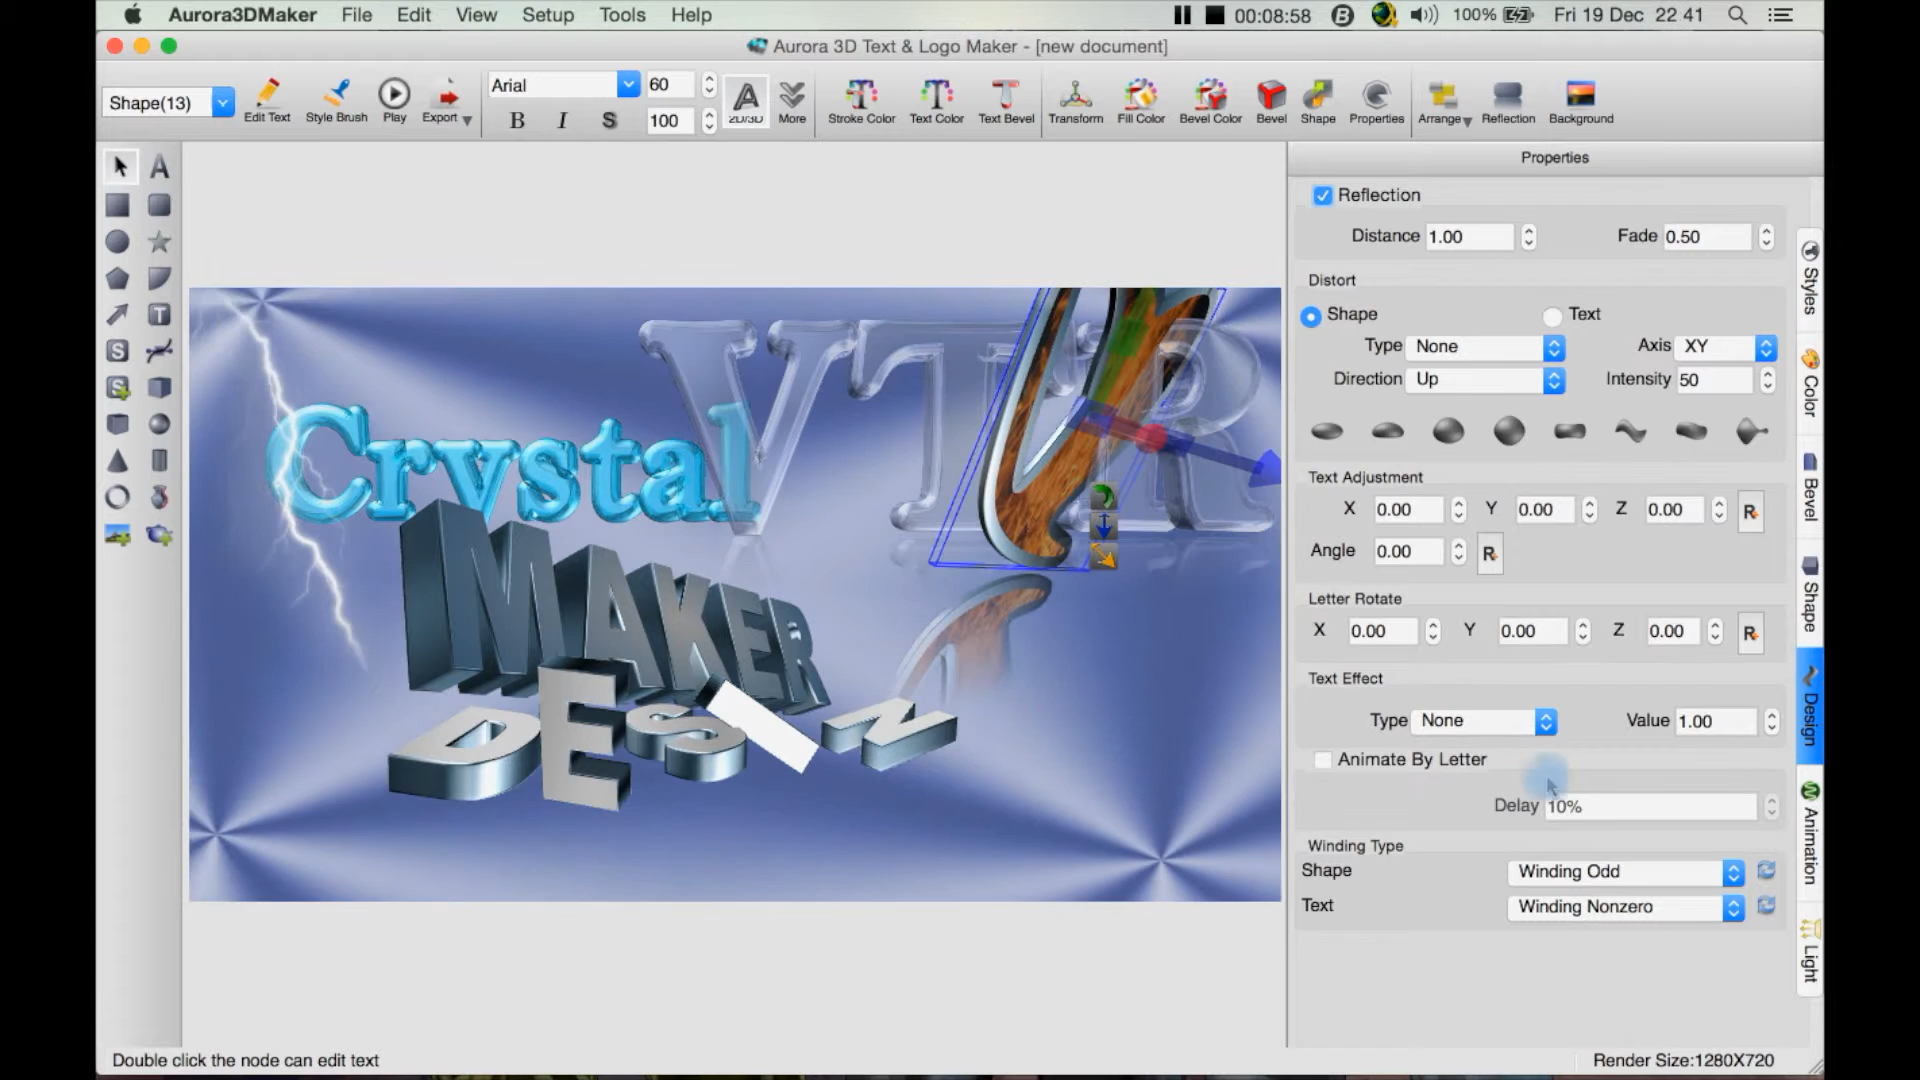 Aurora3DMaker File Edit View Setup Tools Help 00:08:58 100% Fri 19 Dec 22 41
Aurora 3D Text & Logo Maker - [new document]
Shape(13) Edit Text Style Brush Play Export
Arial 60
B I S 100
2D/3D More Stroke Color Text Color Text Bevel Transform Fill Color Bevel Color Bevel Shape Properties Arrange Reflection Background
Properties
Reflection
Distance 1.00 Fade 0.50
Distort
Shape Text
Type None Axis XY
Direction Up Intensity 50
Text Adjustment
X 0.00 Y 0.00 Z 0.00 R
Angle 0.00 R
Letter Rotate
X 0.00 Y 0.00 Z 0.00 R
Text Effect
Type None Value 1.00
Animate By Letter
Delay 10%
Winding Type
Shape Winding Odd
Text Winding Nonzero
Styles
Color
Bevel
Shape
Design
Animation
Light
VTR
Crystal
MAKER
DESIN
Double click the node can edit text
Render Size:1280X720